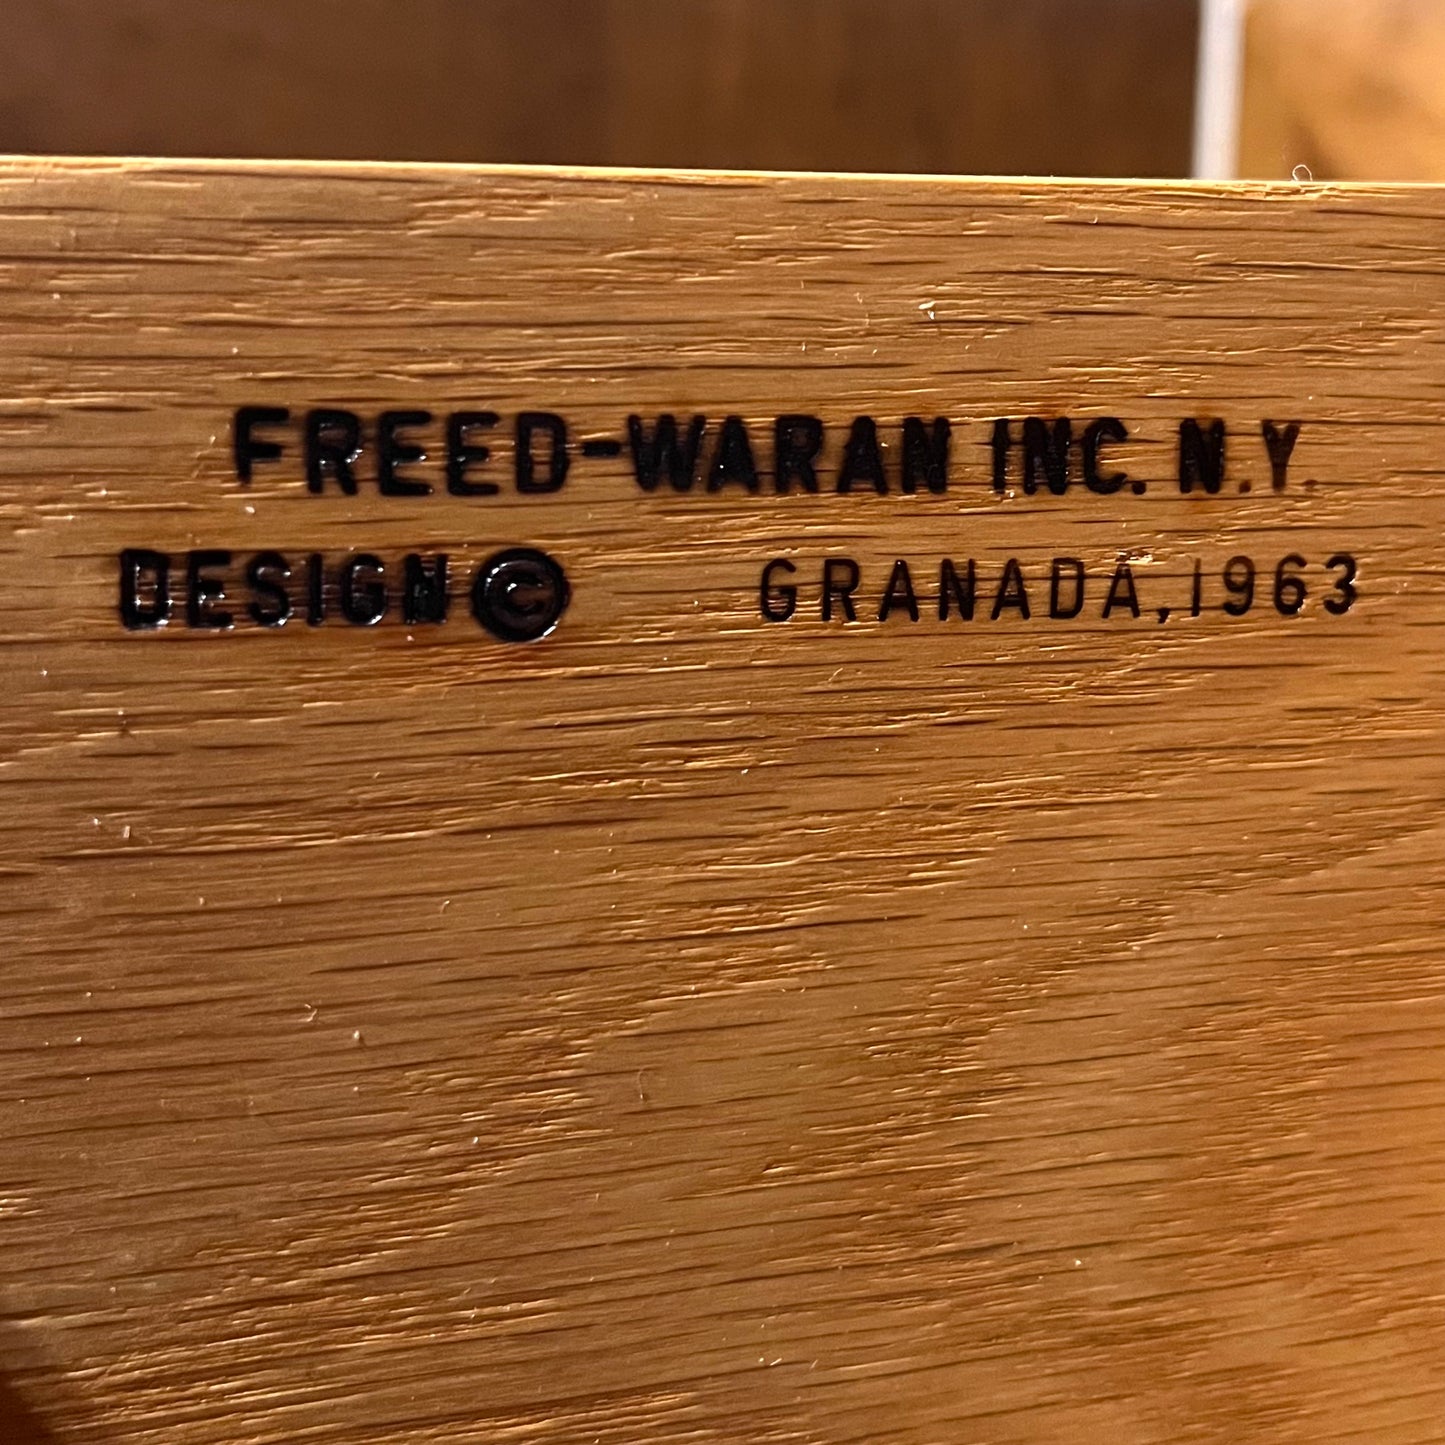 FREED-WARAN INC. N.Y.
DESIGN © GRANADA, 1963